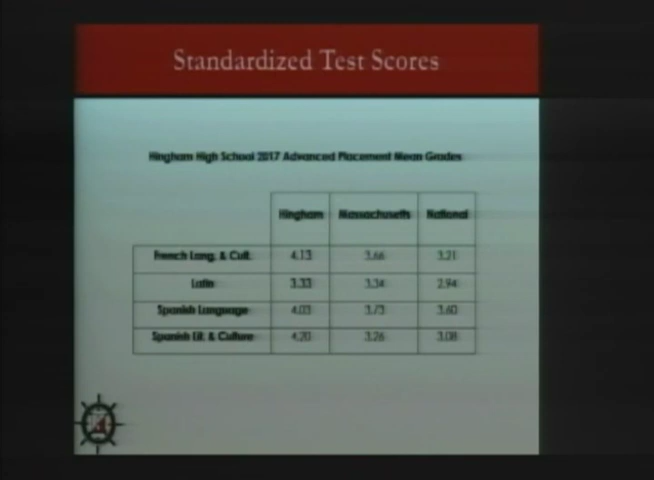 Standardized Test Scores
Hingham High School 2017 Advanced Placement Mean Grades
Hingham Massachusetts National
French Lang. & Cult. 4.13 3.66 3.21
Latin 3.33 3.34 2.94
Spanish Language 4.03 3.73 3.60
Spanish Lit. & Culture 4.20 3.26 3.08